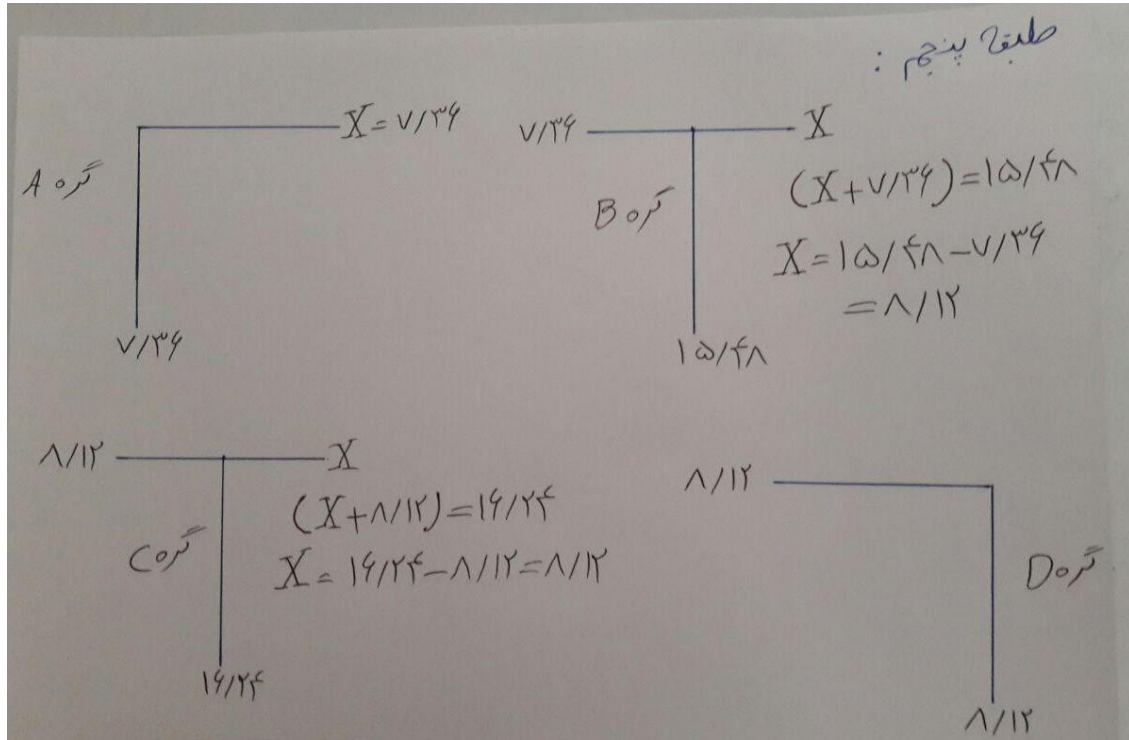 طبقه پنجم :
X = ۷/۳۶
گره A
۷/۳۶
۷/۳۶
X
گره B
(X+۷/۳۶)=۱۵/۴۸
X=۱۵/۴۸-۷/۳۶
=۸/۱۲
۱۵/۴۸
۸/۱۲
X
گره C
(X+۸/۱۲)=۱۶/۲۴
X=۱۶/۲۴-۸/۱۲=۸/۱۲
۱۶/۲۴
۸/۱۲
گره D
۸/۱۲